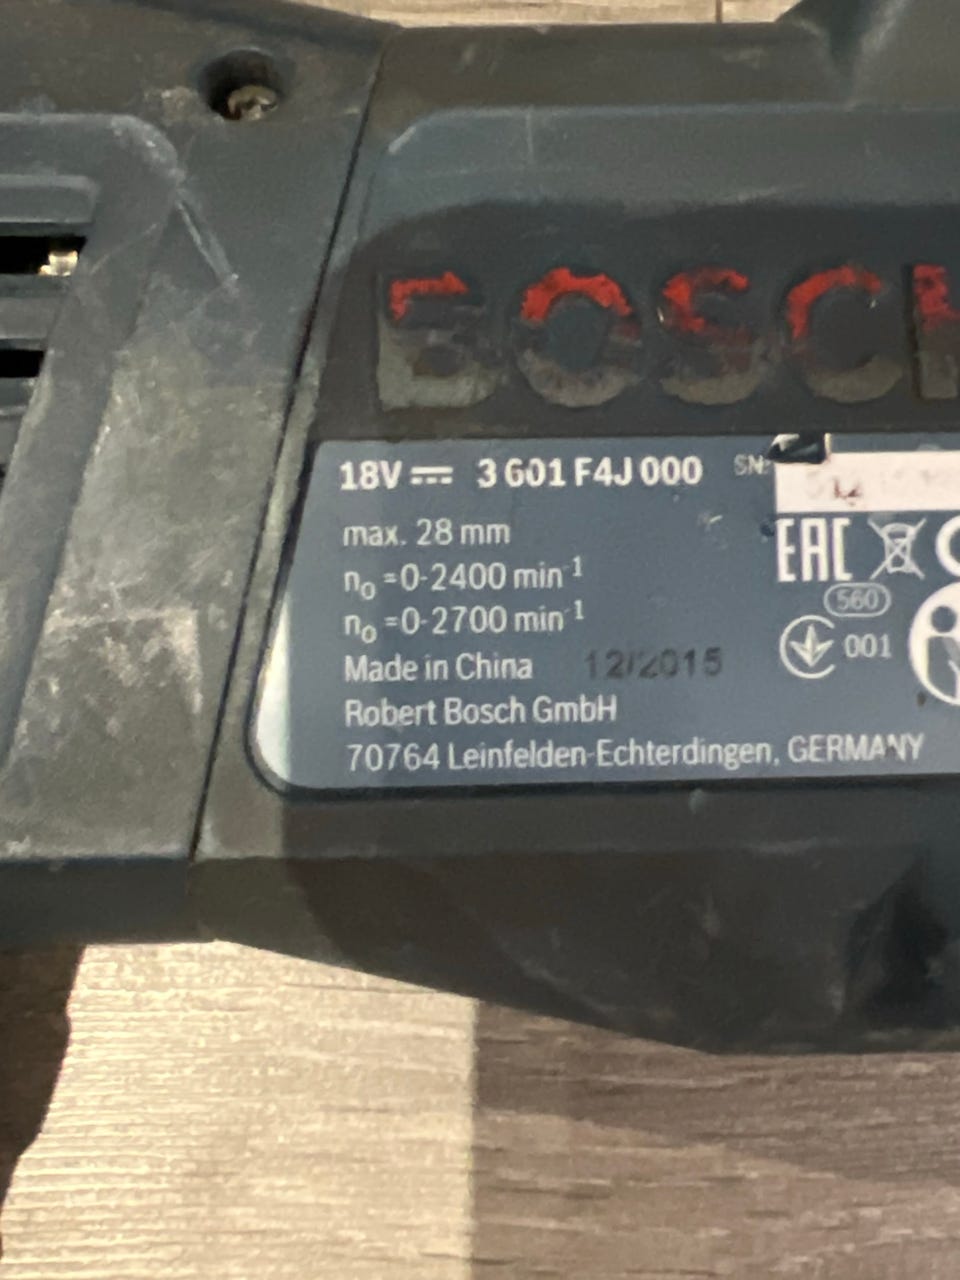 BOSCH
18V ⎓ 3 601 F4J 000 SN:
max. 28 mm
n₀ =0-2400 min⁻¹
n₀ =0-2700 min⁻¹
Made in China 12/2015
Robert Bosch GmbH
70764 Leinfelden-Echterdingen, GERMANY
EAC
560
001